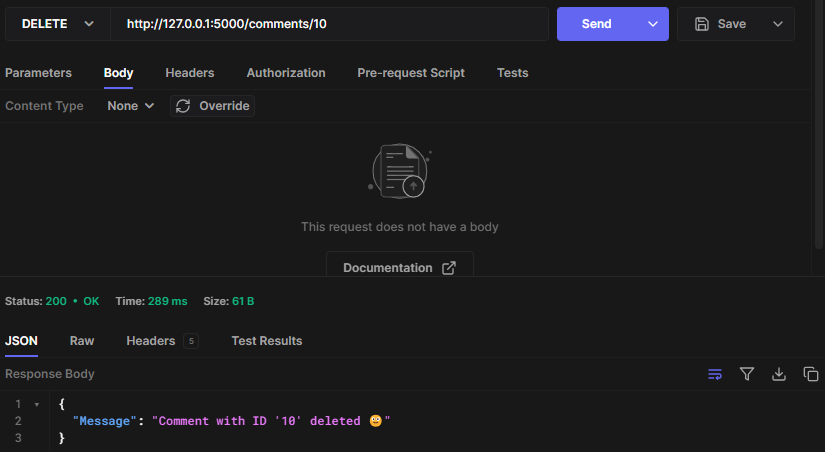 DELETE http://127.0.0.1:5000/comments/10 Send Save
Parameters Body Headers Authorization Pre-request Script Tests
Content Type None Override
This request does not have a body
Documentation
Status: 200 • OK Time: 289 ms Size: 61 B
JSON Raw Headers 5 Test Results
Response Body
1 {
2 "Message": "Comment with ID '10' deleted 😀"
3 }